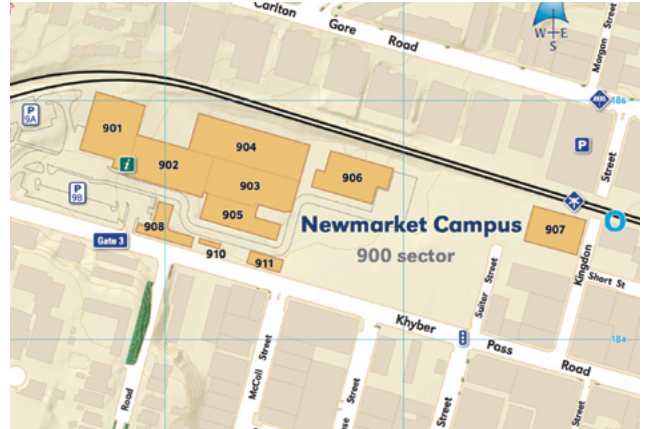 Carlton Gore Road
W E
S
Morgan Street
186
P
9A
901
904
P
i
902
903
906
P
9B
905
908
Newmarket Campus
907
Gate 3
910
911
900 sector
Suiter Street
Kingdon
Short St
Khyber Pass Road
184
McColl Street
Road
Street
Street
Street